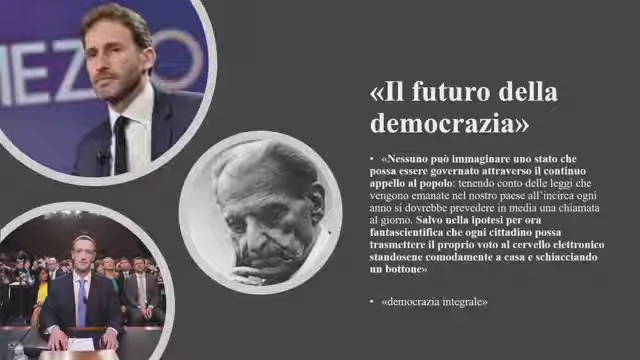 MEZZO
«Il futuro della
democrazia»
• «Nessuno può immaginare uno stato che
possa essere governato attraverso il continuo
appello al popolo: tenendo conto delle leggi che
vengono emanate nel nostro paese all'incirca ogni
anno si dovrebbe prevedere in media una chiamata
al giorno. Salvo nella ipotesi per ora
fantascientifica che ogni cittadino possa
trasmettere il proprio voto al cervello elettronico
standosene comodamente a casa e schiacciando
un bottone»
• «democrazia integrale»